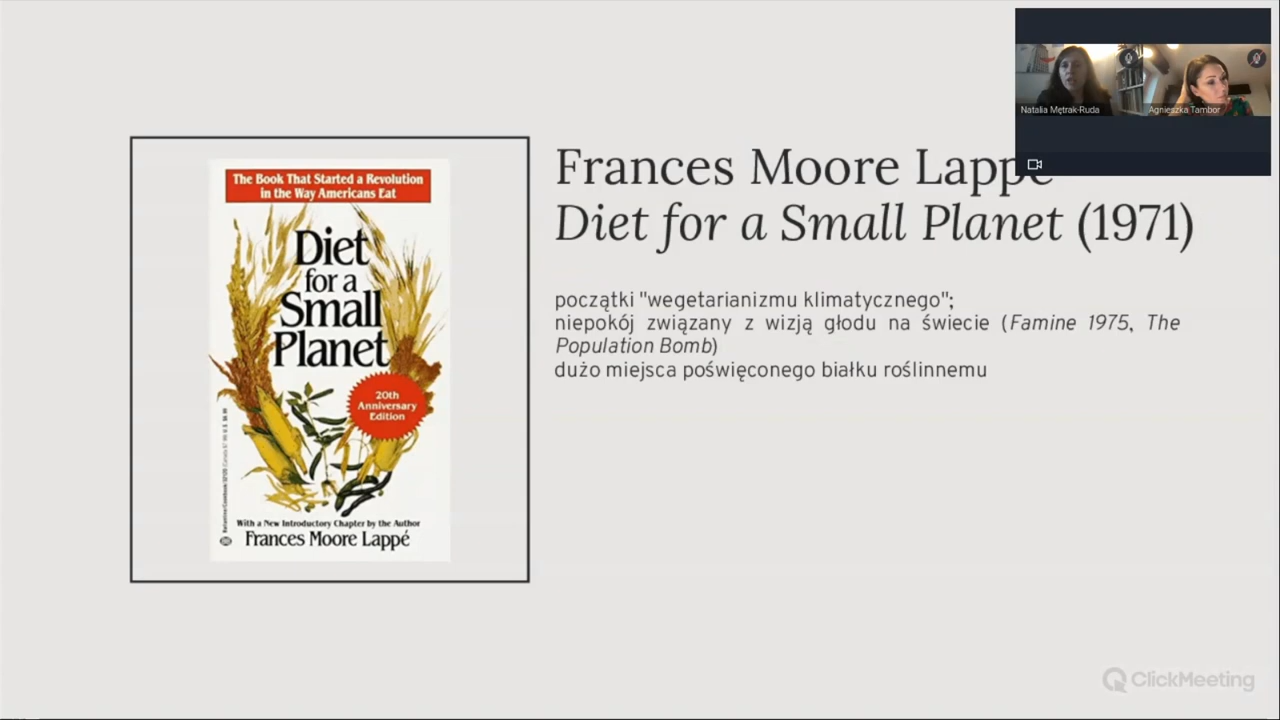 Natalia Mętrak-Ruda
Agnieszka Tambor
Frances Moore Lappé
Diet for a Small Planet (1971)
początki "wegetarianizmu klimatycznego";
niepokój związany z wizją głodu na świecie (Famine 1975, The
Population Bomb)
dużo miejsca poświęconego białku roślinnemu
The Book That Started a Revolution
in the Way Americans Eat
Diet
for a
Small
Planet
20th
Anniversary
Edition
With a New Introductory Chapter by the Author
Frances Moore Lappé
ClickMeeting